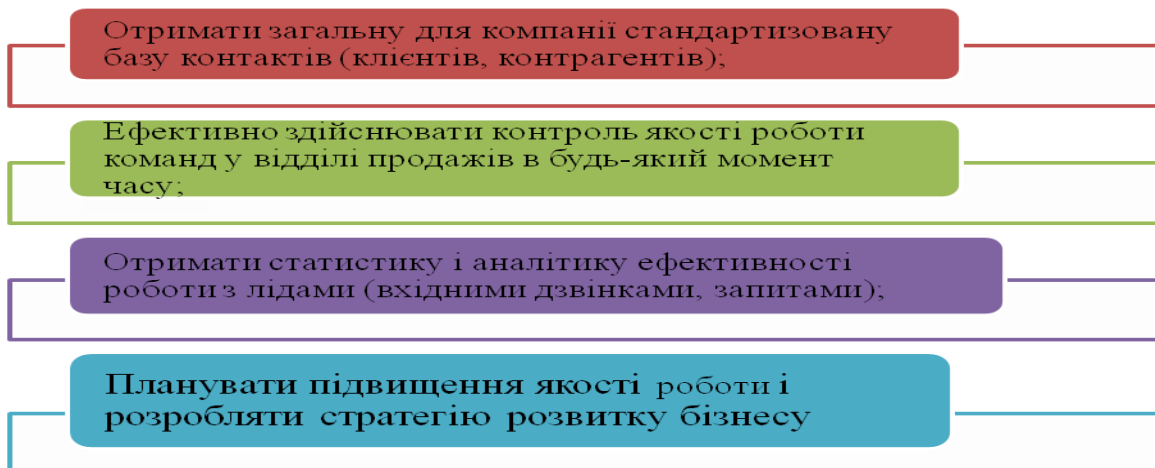 Отримати загальну для компанії стандартизовану
базу контактів (клієнтів, контрагентів);
Ефективно здійснювати контроль якості роботи
команд у відділі продажів в будь-який момент
часу;
Отримати статистику і аналітику ефективності
роботи з лідами (вхідними дзвінками, запитами);
Планувати підвищення якості роботи і
розробляти стратегію розвитку бізнесу